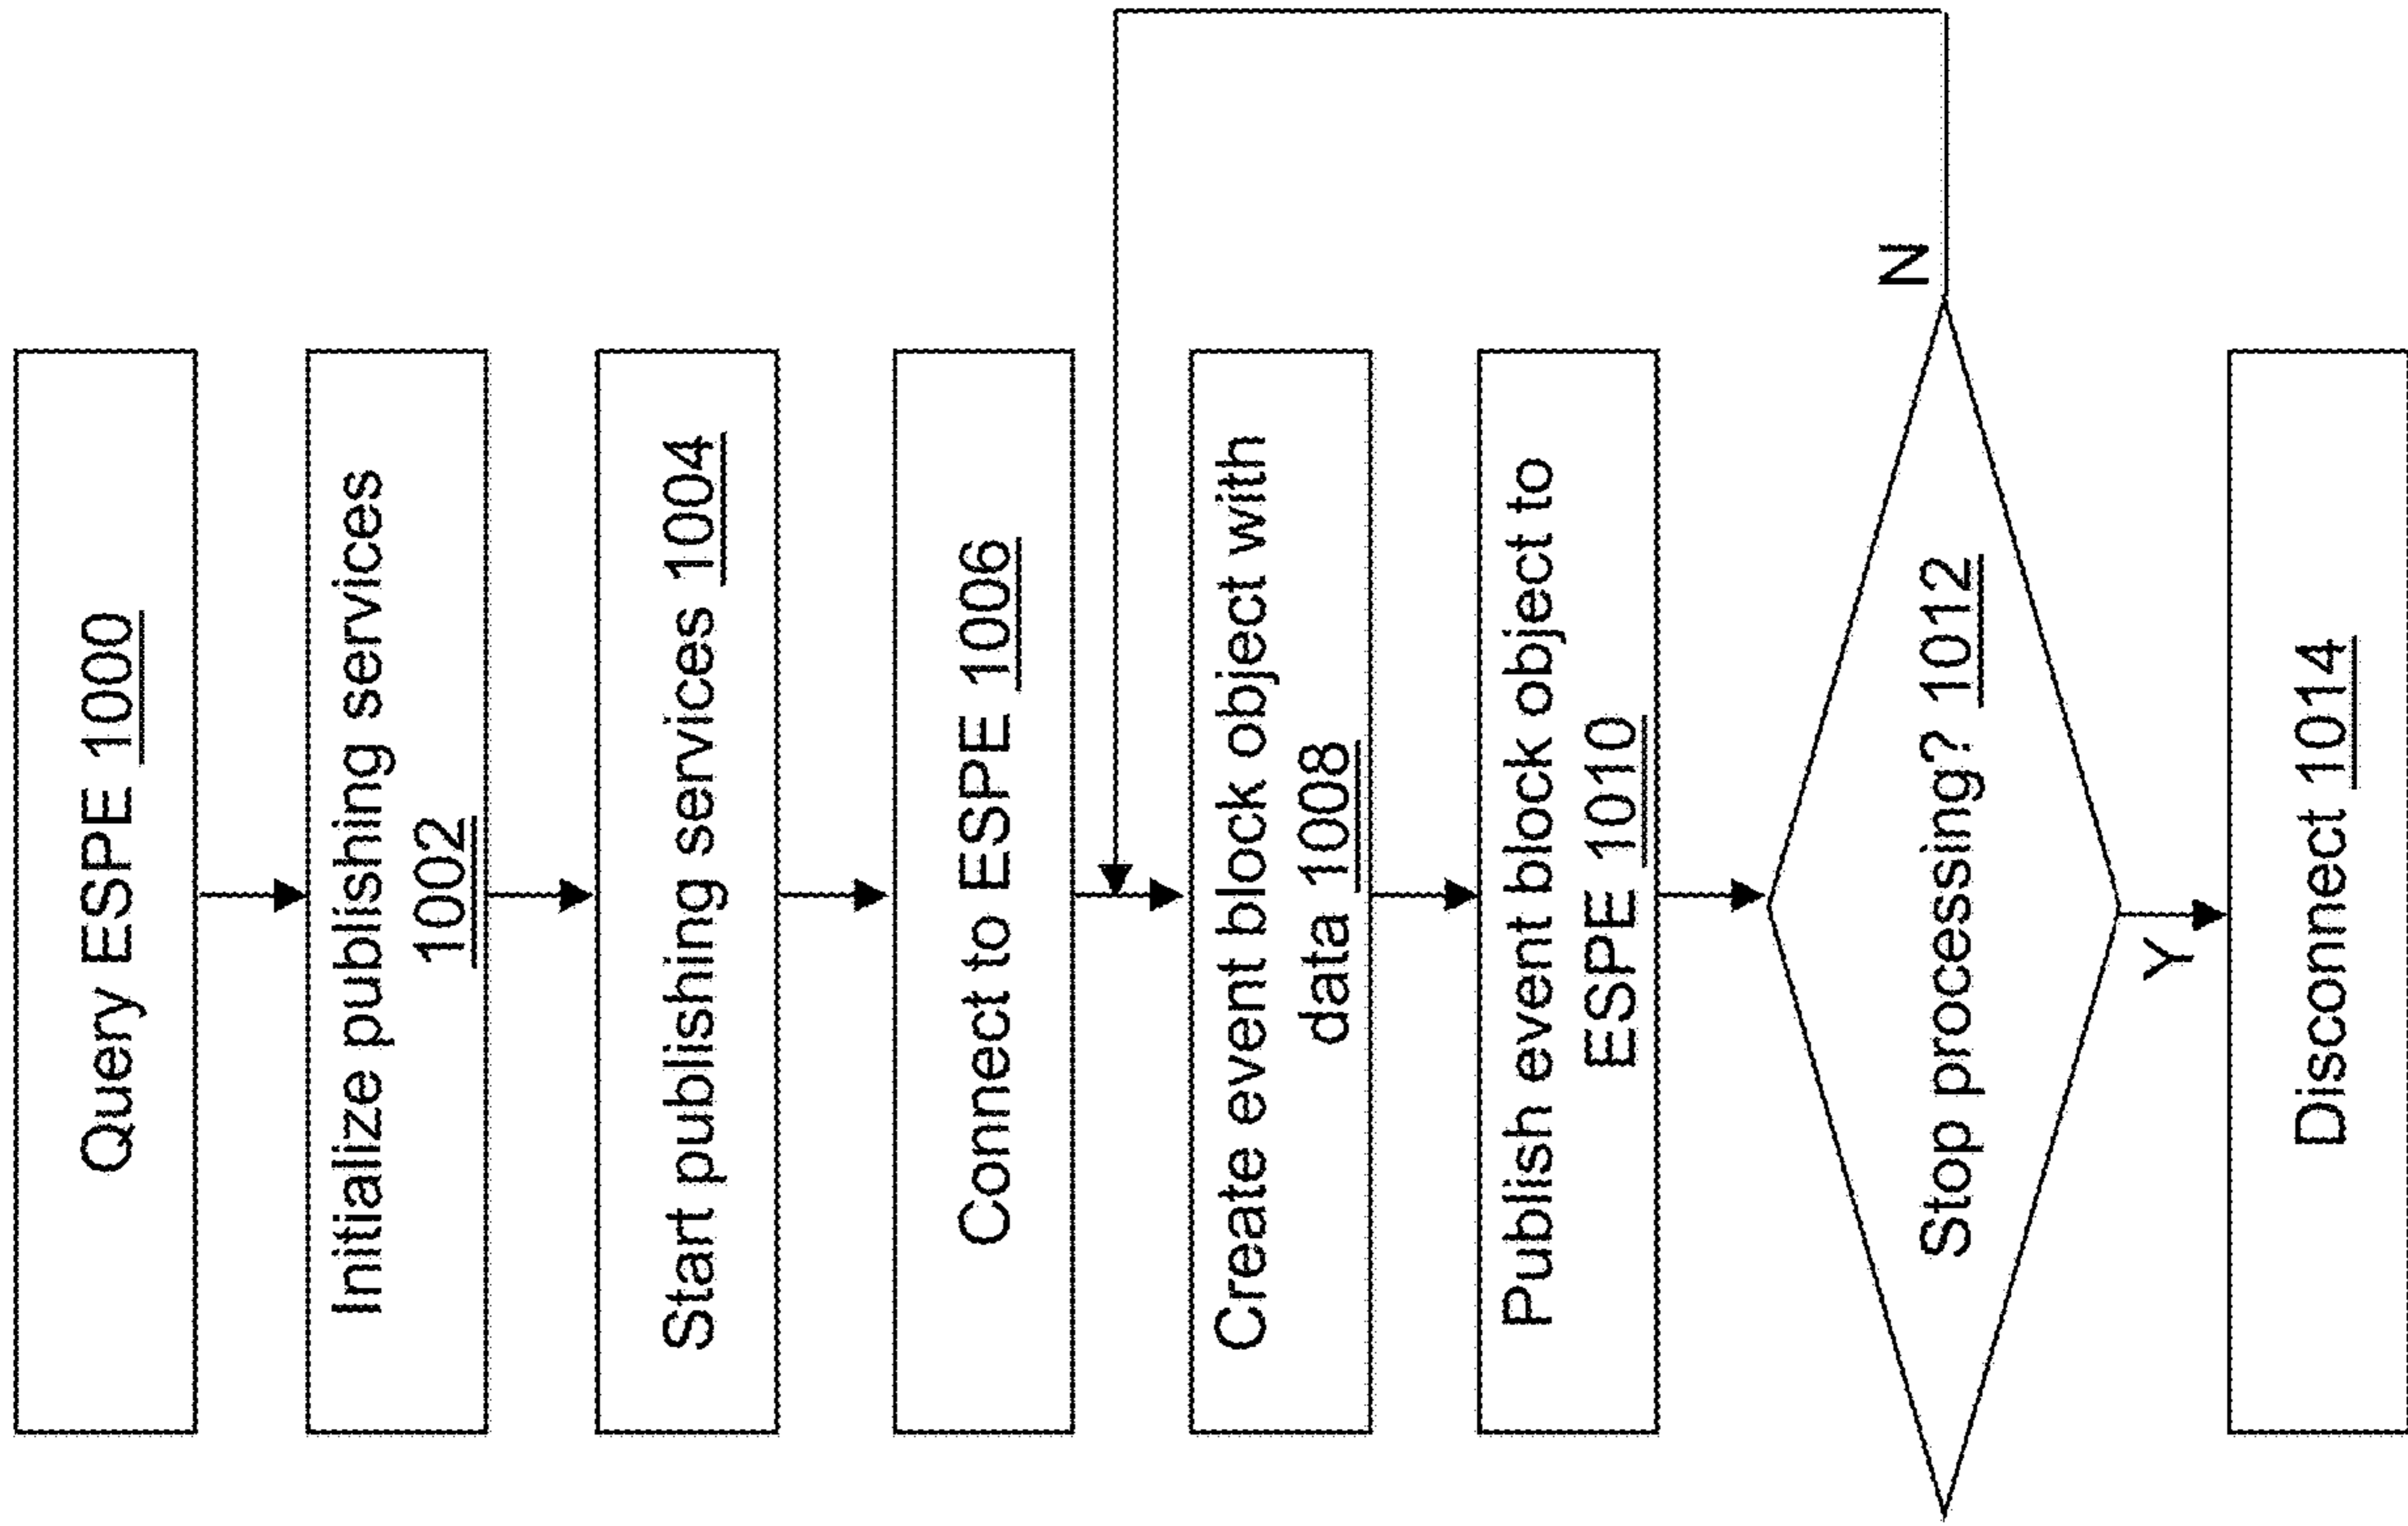 Query ESPE 1000
Initialize publishing services
1002
Start publishing services 1004
Connect to ESPE 1006
Create event block object with
data 1008
Publish event block object to
ESPE 1010
Stop processing? 1012
N
Y
Disconnect 1014